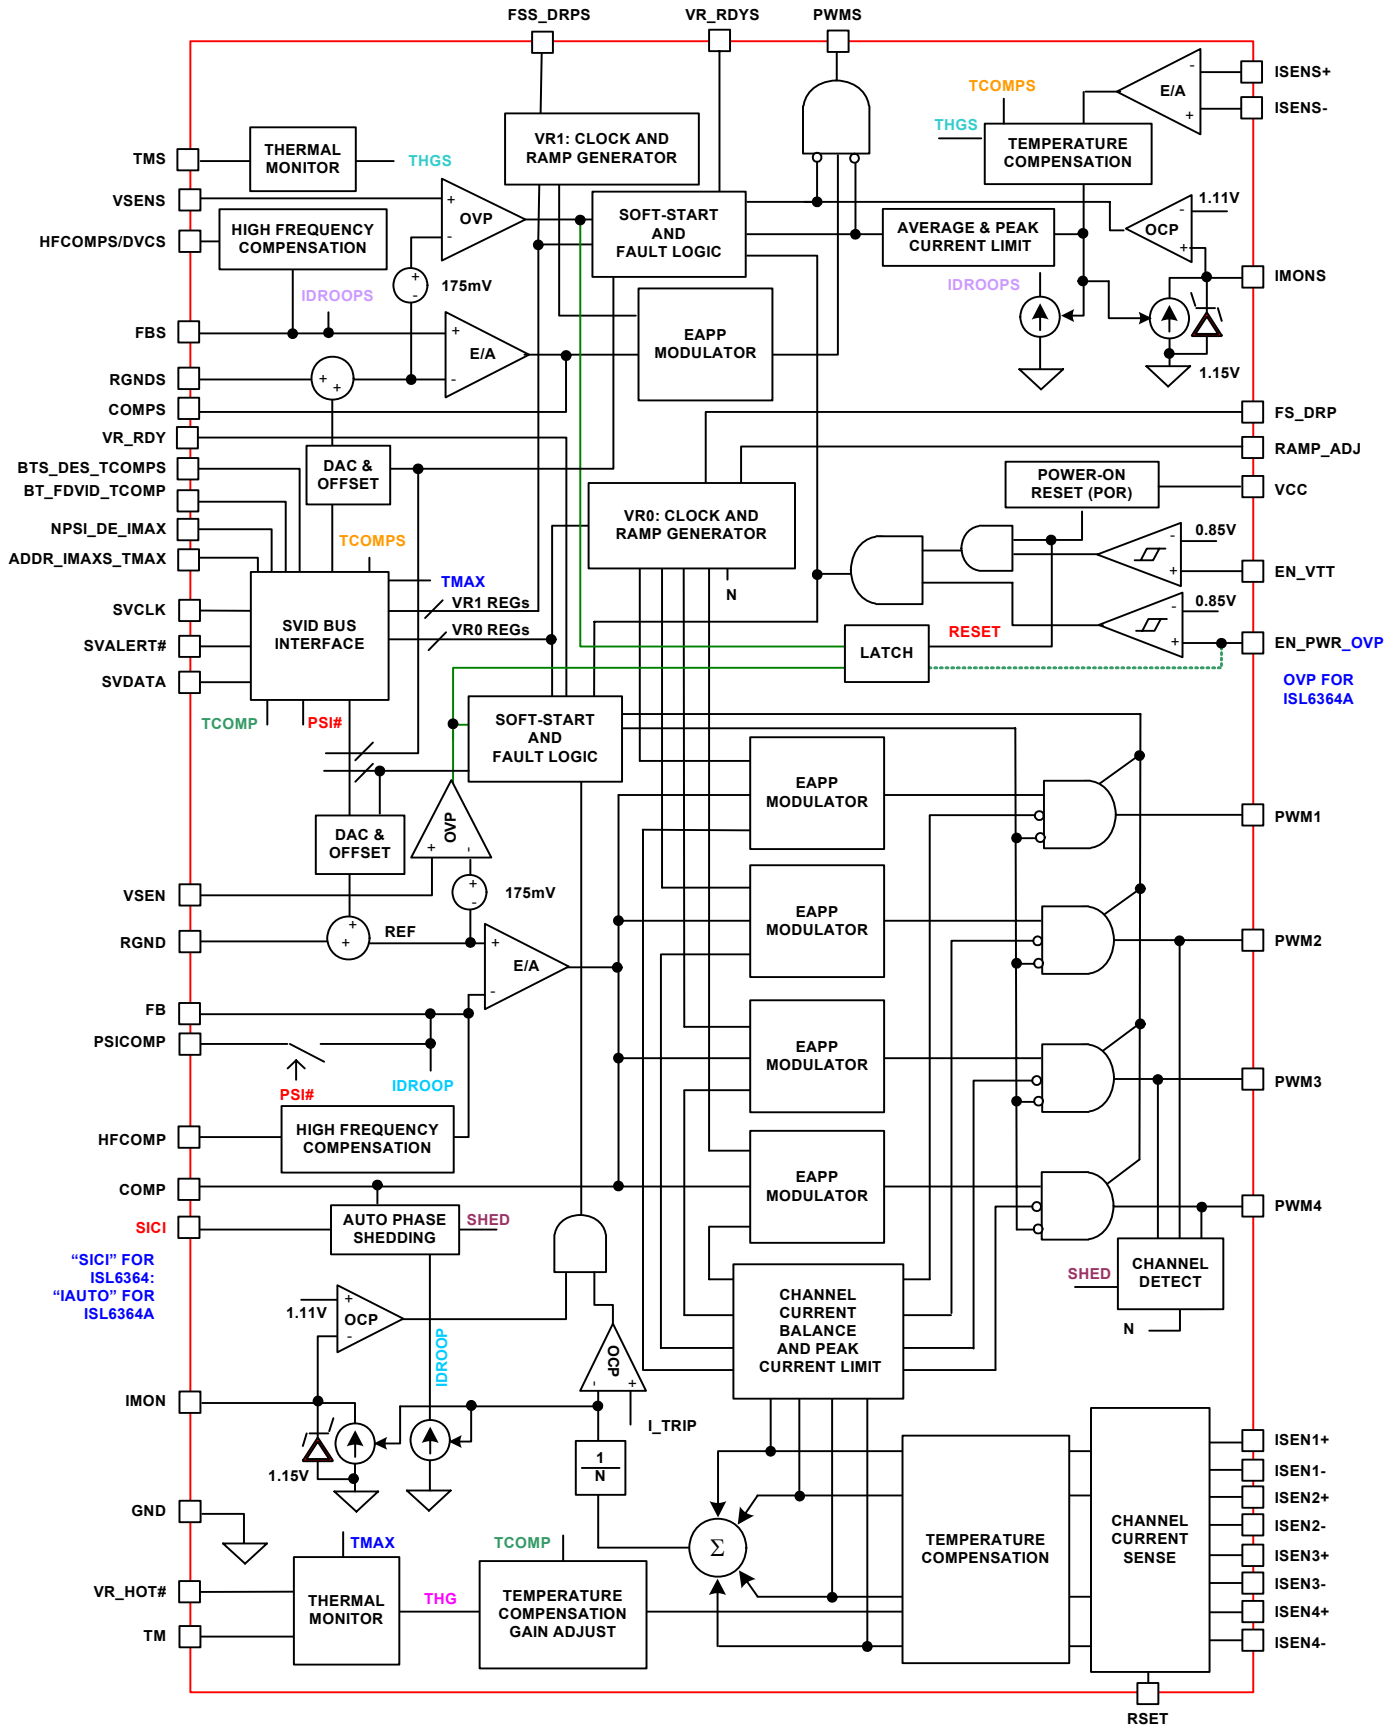 FSS_DRPS
VR_RDYS
PWMS
ISENS+
ISENS-
-
+
E/A
TCOMPS
THGS
TEMPERATURE
COMPENSATION
VR1: CLOCK AND
RAMP GENERATOR
TMS
THERMAL
MONITOR
THGS
VSENS
+
-
OVP
HFCOMPS/DVCS
HIGH FREQUENCY
COMPENSATION
SOFT-START
AND
FAULT LOGIC
AVERAGE & PEAK
CURRENT LIMIT
1.11V
-
+
OCP
IMONS
IDROOPS
+
-
175mV
IDROOPS
FBS
+
-
E/A
EAPP
MODULATOR
1.15V
RGNDS
+
+
COMPS
FS_DRP
VR_RDY
RAMP_ADJ
BTS_DES_TCOMPS
DAC &
OFFSET
POWER-ON
RESET (POR)
VCC
BT_FDVID_TCOMP
NPSI_DE_IMAX
VR0: CLOCK AND
RAMP GENERATOR
0.85V
-
+
TCOMPS
ADDR_IMAXS_TMAX
EN_VTT
TMAX
N
SVCLK
VR1 REGs
0.85V
-
+
SVID BUS
INTERFACE
VR0 REGs
SVALERT#
RESET
LATCH
EN_PWR_OVP
SVDATA
OVP FOR
ISL6364A
TCOMP
PSI#
SOFT-START
AND
FAULT LOGIC
EAPP
MODULATOR
PWM1
DAC &
OFFSET
OVP
+
-
VSEN
+
-
175mV
EAPP
MODULATOR
RGND
+
+
REF
+
-
E/A
PWM2
FB
PSICOMP
EAPP
MODULATOR
PWM3
IDROOP
PSI#
HFCOMP
HIGH FREQUENCY
COMPENSATION
COMP
EAPP
MODULATOR
PWM4
SICI
AUTO PHASE
SHEDDING
SHED
“SICI” FOR
ISL6364:
“IAUTO” FOR
ISL6364A
CHANNEL
DETECT
SHED
N
1.11V
+
-
OCP
CHANNEL
CURRENT
BALANCE
AND PEAK
CURRENT LIMIT
IDROOP
OCP
-
+
IMON
I_TRIP
1.15V
1
N
ISEN1+
ISEN1-
ISEN2+
ISEN2-
ISEN3+
ISEN3-
ISEN4+
ISEN4-
GND
TMAX
TCOMP
Σ
TEMPERATURE
COMPENSATION
CHANNEL
CURRENT
SENSE
VR_HOT#
THERMAL
MONITOR
THG
TEMPERATURE
COMPENSATION
GAIN ADJUST
TM
RSET